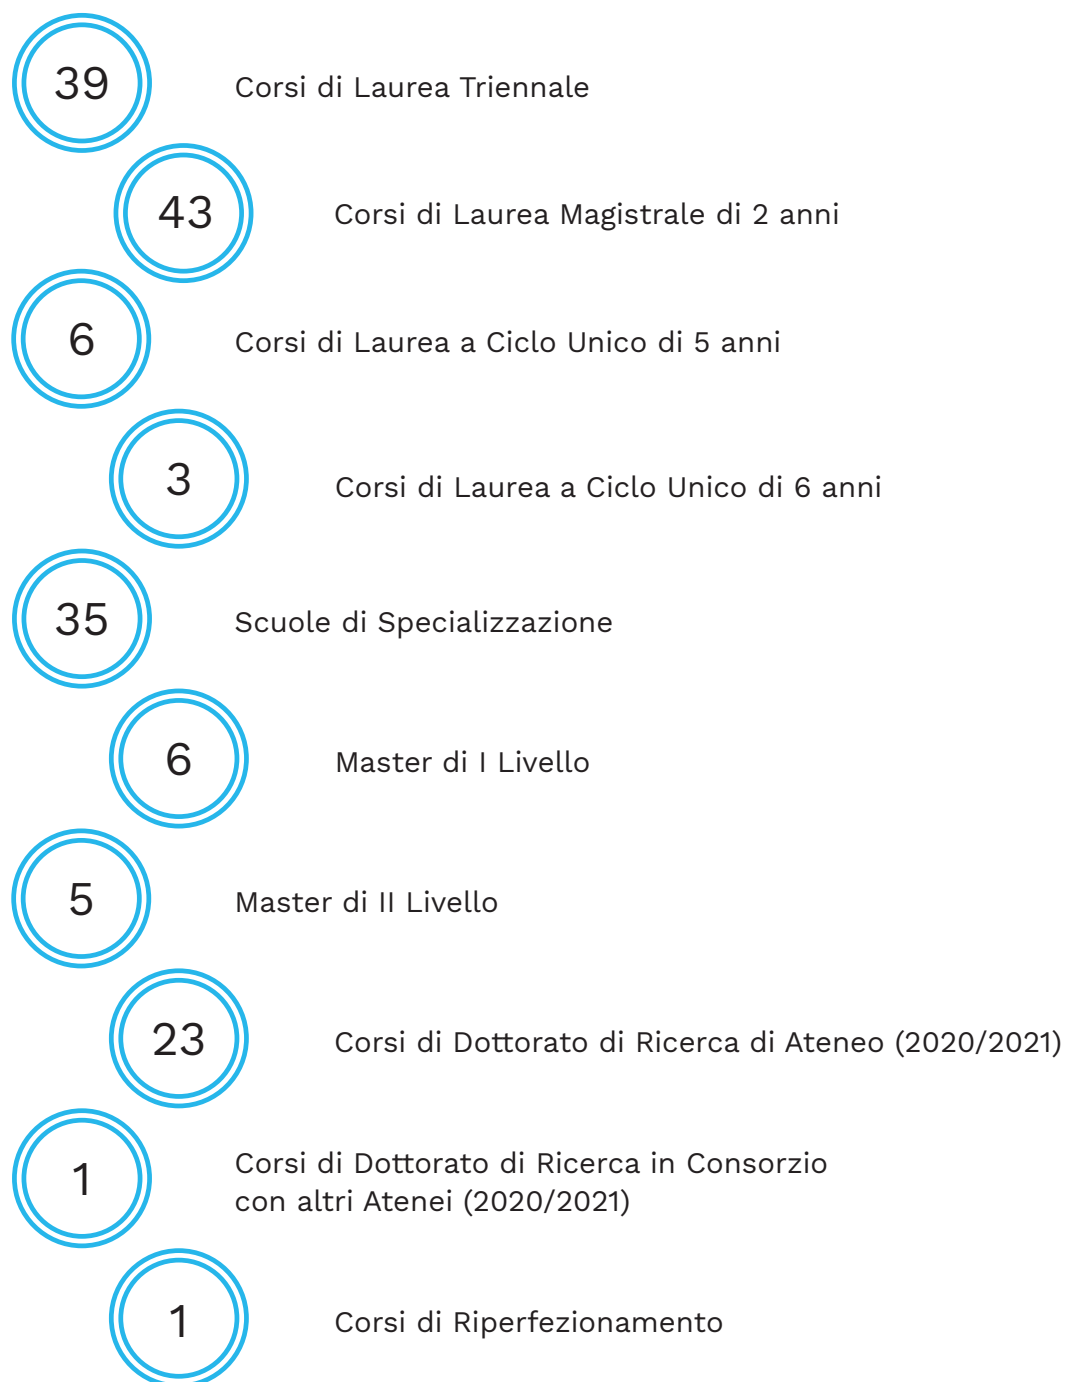 39
Corsi di Laurea Triennale
43
Corsi di Laurea Magistrale di 2 anni
6
Corsi di Laurea a Ciclo Unico di 5 anni
3
Corsi di Laurea a Ciclo Unico di 6 anni
35
Scuole di Specializzazione
6
Master di I Livello
5
Master di II Livello
23
Corsi di Dottorato di Ricerca di Ateneo (2020/2021)
1
Corsi di Dottorato di Ricerca in Consorzio
con altri Atenei (2020/2021)
1
Corsi di Riperfezionamento